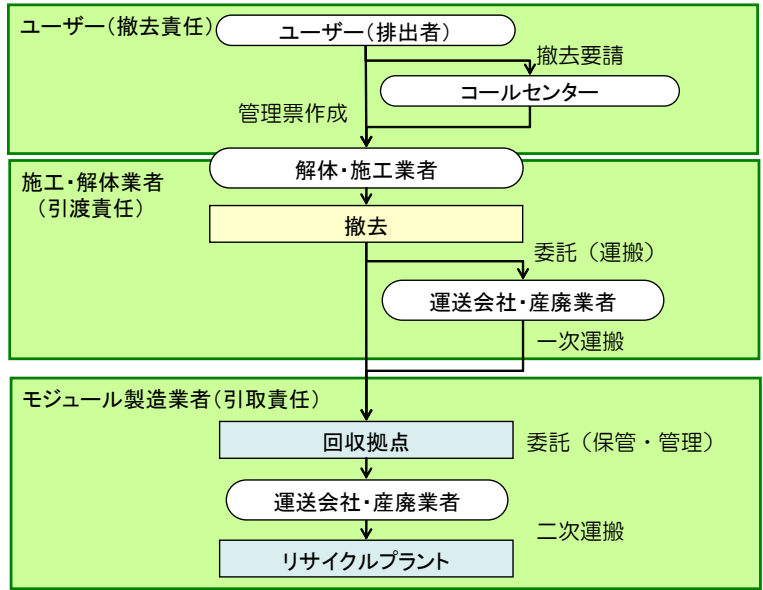 ユーザー（撤去責任）
ユーザー（排出者）
撤去要請
コールセンター
管理票作成
解体・施工業者
施工・解体業者
（引渡責任）
撤去
委託（運搬）
運送会社・産廃業者
一次運搬
モジュール製造業者（引取責任）
回収拠点
委託（保管・管理）
運送会社・産廃業者
二次運搬
リサイクルプラント